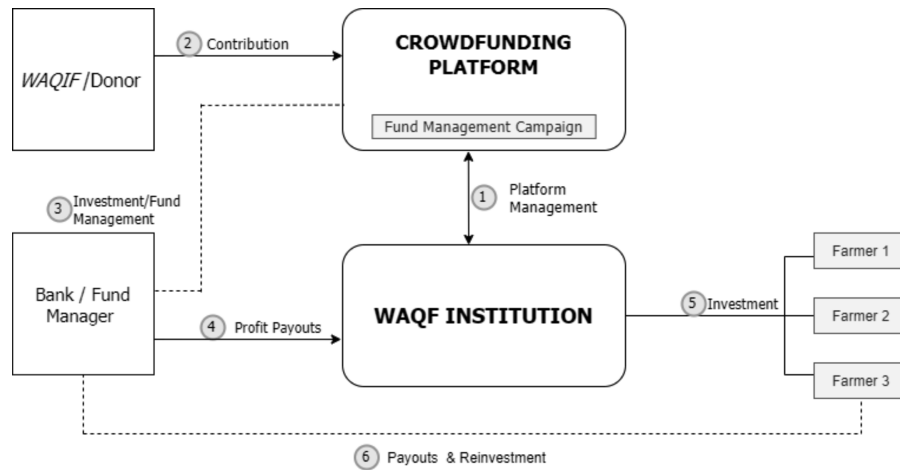 2 Contribution
WAQIF /Donor
CROWDFUNDING
PLATFORM
Fund Management Campaign
3 Investment/Fund
Management
1 Platform
Management
Bank / Fund
Manager
4 Profit Payouts
WAQF INSTITUTION
5 Investment
Farmer 1
Farmer 2
Farmer 3
6 Payouts & Reinvestment